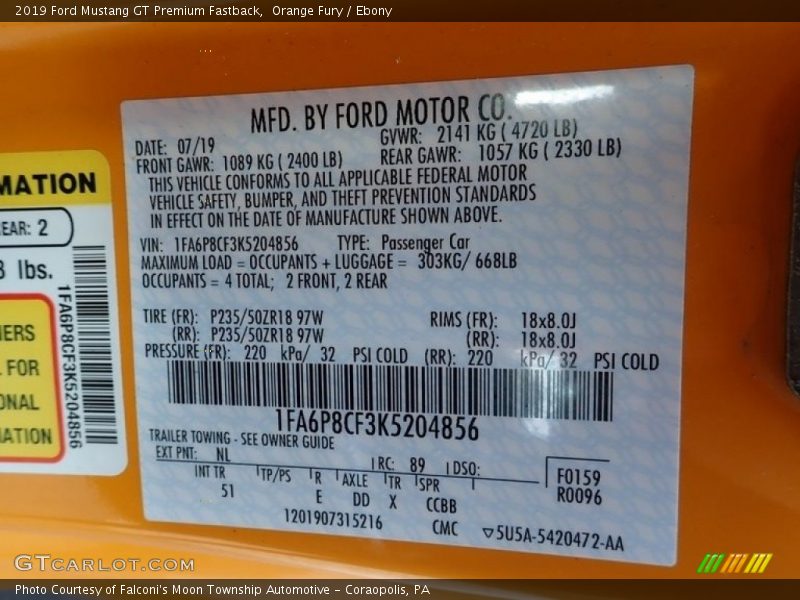 2019 Ford Mustang GT Premium Fastback,  Orange Fury / Ebony
MFD. BY FORD MOTOR CO.
DATE: 07/19 GVWR: 2141 KG ( 4720 LB)
FRONT GAWR: 1089 KG ( 2400 LB) REAR GAWR: 1057 KG ( 2330 LB)
THIS VEHICLE CONFORMS TO ALL APPLICABLE FEDERAL MOTOR
VEHICLE SAFETY, BUMPER, AND THEFT PREVENTION STANDARDS
IN EFFECT ON THE DATE OF MANUFACTURE SHOWN ABOVE.
VIN: 1FA6P8CF3K5204856 TYPE: Passenger Car
MAXIMUM LOAD = OCCUPANTS + LUGGAGE = 303KG/ 668LB
OCCUPANTS = 4 TOTAL; 2 FRONT, 2 REAR
TIRE (FR): P235/50ZR18 97W RIMS (FR): 18x8.0J
(RR): P235/50ZR18 97W (RR): 18x8.0J
PRESSURE (FR): 220 kPa/ 32 PSI COLD (RR): 220 kPa/ 32 PSI COLD
1FA6P8CF3K5204856
TRAILER TOWING - SEE OWNER GUIDE
EXT PNT: NL RC: 89 DSO: F0159
INT TR TP/PS R AXLE TR SPR R0096
51 E DD X CCBB
1201907315216 CMC ▽5U5A-5420472-AA
MATION
EAR: 2
lbs.
1FA6P8CF3K5204856
IERS
FOR
ONAL
MATION
GTCARLOT.COM
Photo Courtesy of Falconi's Moon Township Automotive - Coraopolis, PA